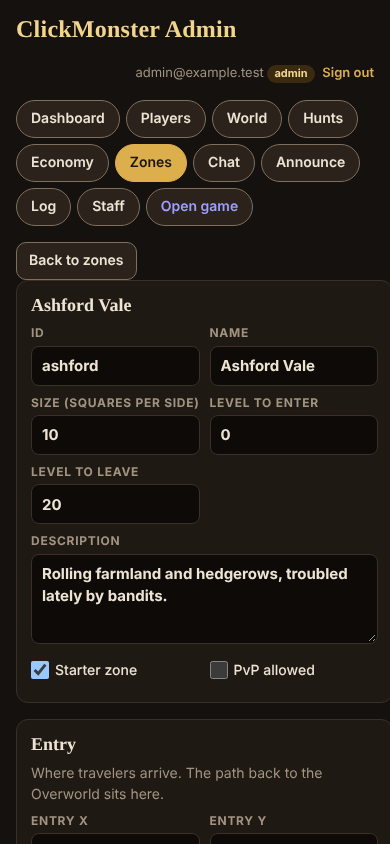 ClickMonster Admin
admin@example.test admin Sign out
Dashboard Players World Hunts
Economy Zones Chat Announce
Log Staff Open game
Back to zones
Ashford Vale
ID NAME
ashford Ashford Vale
SIZE (SQUARES PER SIDE) LEVEL TO ENTER
10 0
LEVEL TO LEAVE
20
DESCRIPTION
Rolling farmland and hedgerows, troubled
lately by bandits.
Starter zone PvP allowed
Entry
Where travelers arrive. The path back to the
Overworld sits here.
ENTRY X ENTRY Y